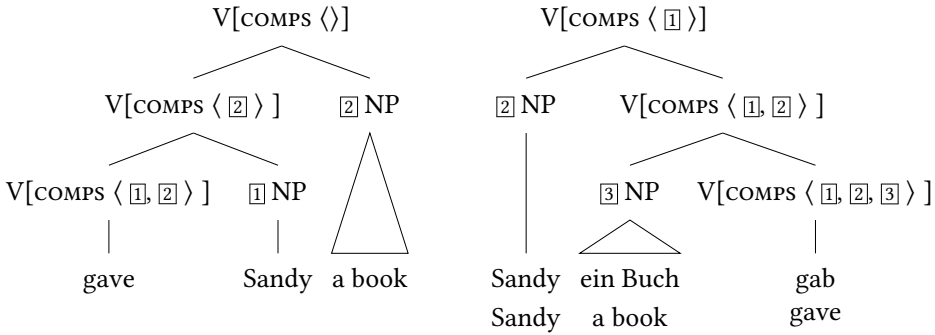 V[COMPS ⟨⟩] V[COMPS ⟨ 1 ⟩]
V[COMPS ⟨ 2 ⟩ ] 2 NP 2 NP V[COMPS ⟨ 1, 2 ⟩ ]
V[COMPS ⟨ 1, 2 ⟩ ] 1 NP 3 NP V[COMPS ⟨ 1, 2, 3 ⟩ ]
gave Sandy a book Sandy ein Buch gab
Sandy a book gave